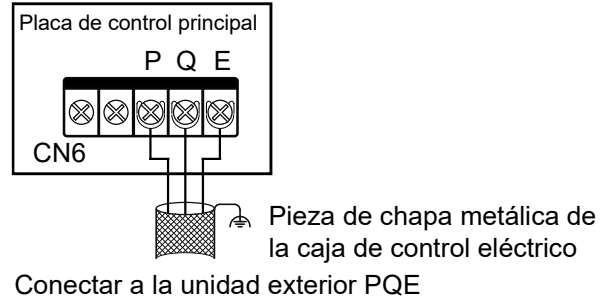 Placa de control principal
P Q E
CN6
Pieza de chapa metálica de
la caja de control eléctrico
Conectar a la unidad exterior PQE